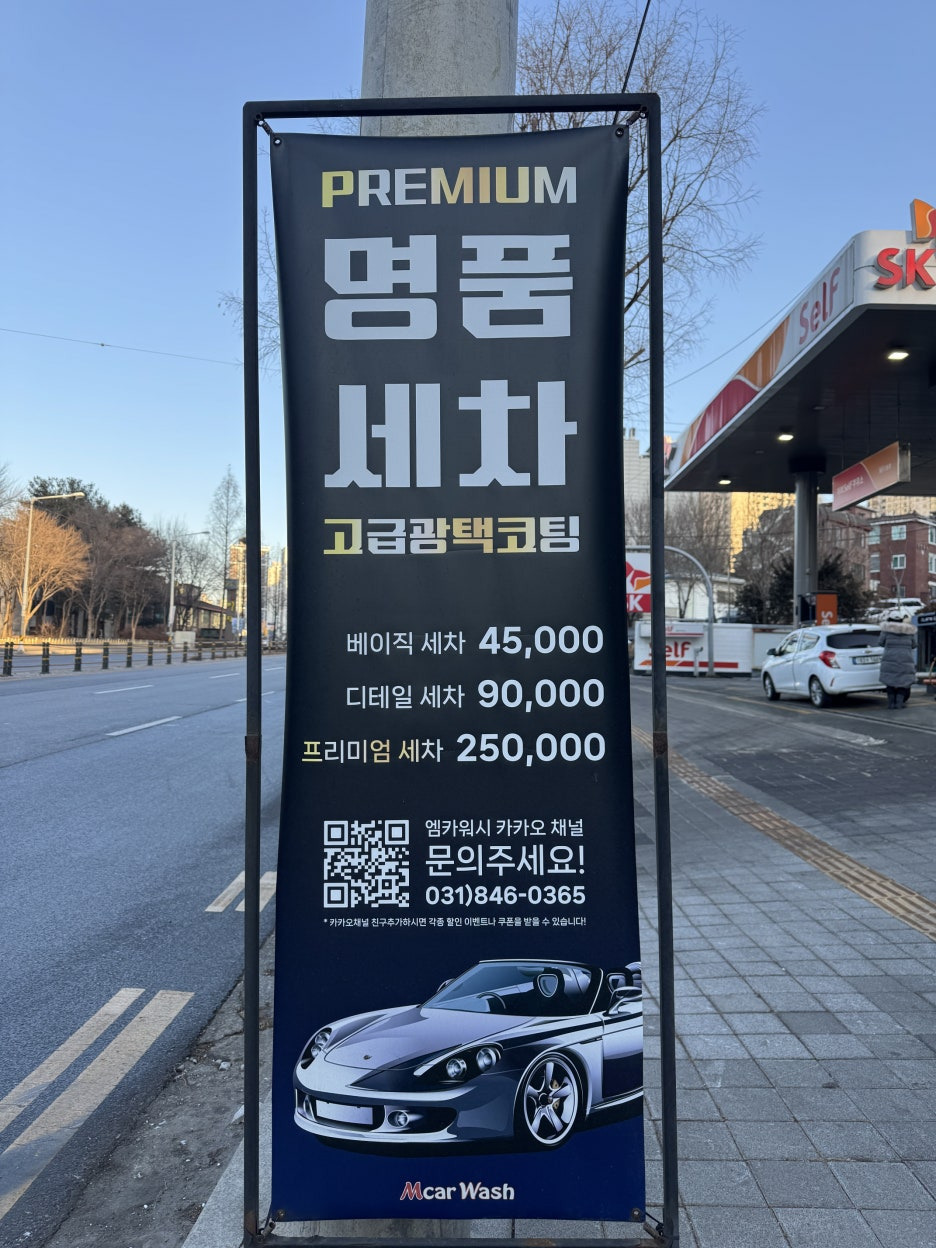 PREMIUM
명품
세차
고급광택코팅
베이직 세차 45,000
디테일 세차 90,000
프리미엄 세차 250,000
엠카워시 카카오 채널
문의주세요!
031)846-0365
* 카카오채널 친구추가하시면 각종 할인 이벤트나 쿠폰을 받을 수 있습니다!
Mcar Wash
SK
Self
SK
Self